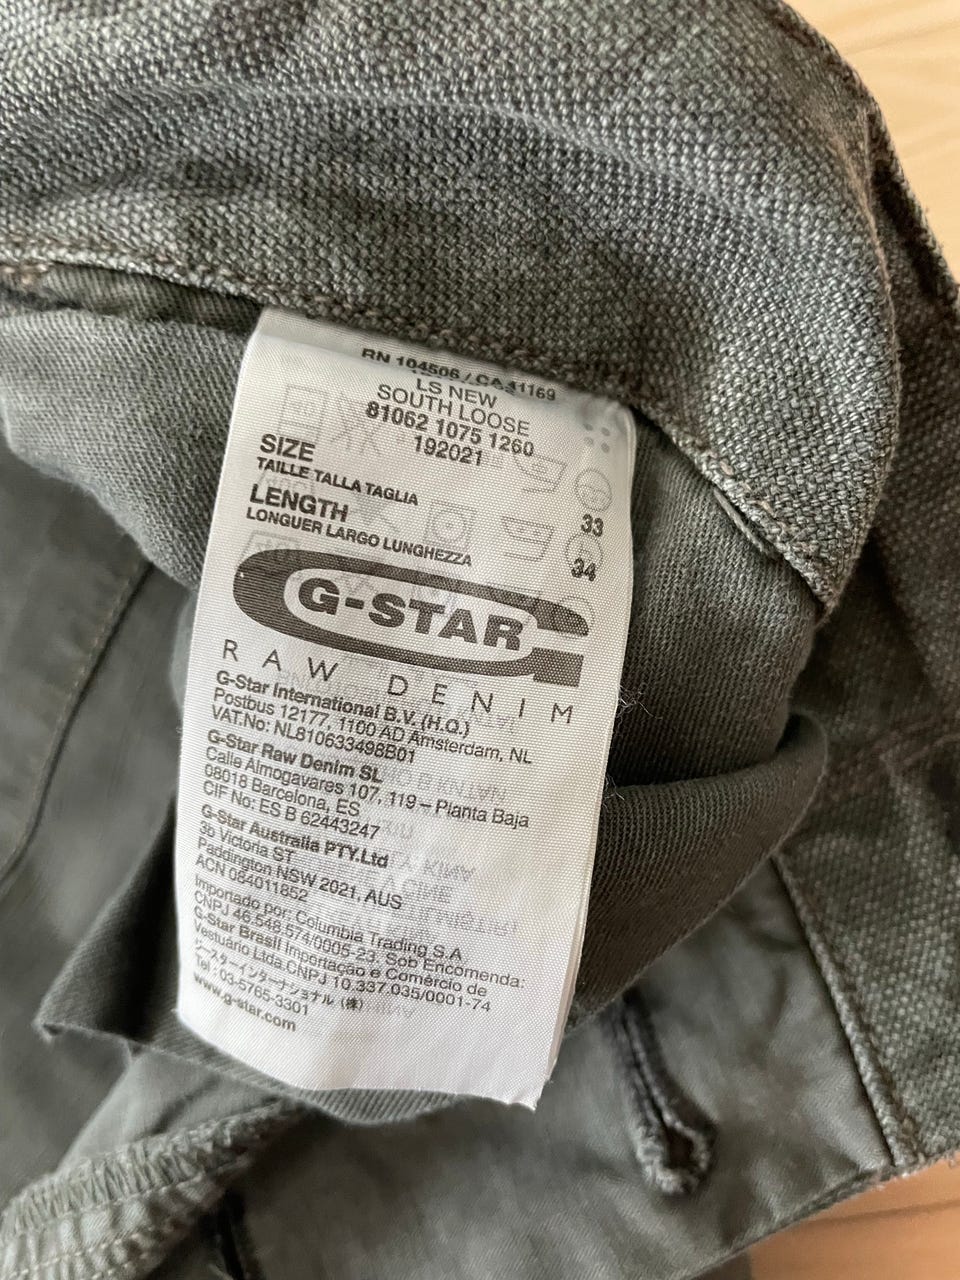 RN 104506 / CA 41169
LS NEW
SOUTH LOOSE
81062 1075 1260
192021
SIZE
TAILLE TALLA TAGLIA
33
LENGTH
LONGUER LARGO LUNGHEZZA
34
G-STAR
RAW DENIM
G-Star International B.V.(H.Q.)
Postbus 12177, 1100 AD Amsterdam, NL
VAT.No: NL810633498B01
G-Star Raw Denim SL
Calle Almogavares 107, 119 – Planta Baja
08018 Barcelona, ES
CIF No: ES B 62443247
G-Star Australia PTY.Ltd
3b Victoria ST
Paddington NSW 2021, AUS
ACN 084011852
Importado por: Columbia Trading S.A
CNPJ 46.548.574/0005-23. Sob Encomenda:
G-Star Brasil Importação e Comércio de
Vestuário Ltda.CNPJ 10.337.035/0001-74
ジースターインターナショナル (株)
Tel : 03-5765-3301
www.g-star.com